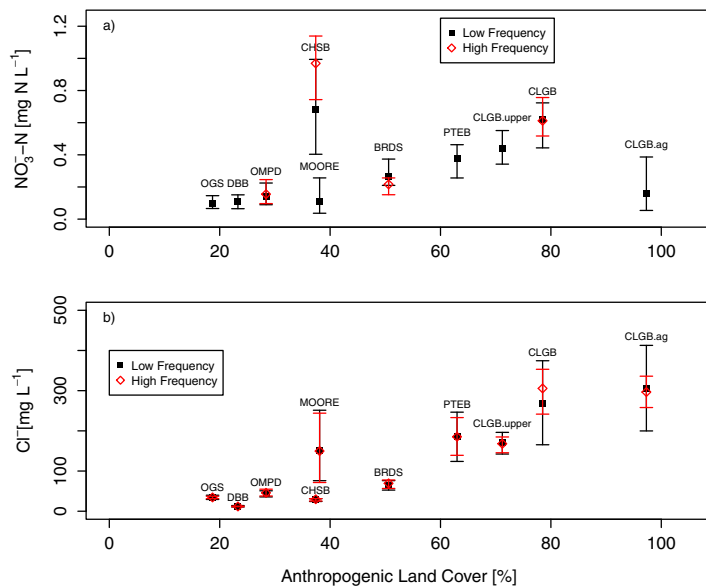 a)
Low Frequency
High Frequency
NO₃⁻−N [mg N L⁻¹]
0.0
0.4
0.8
1.2
OGS
DBB
OMPD
CHSB
MOORE
BRDS
PTEB
CLGB.upper
CLGB
CLGB.ag
0
20
40
60
80
100
b)
Low Frequency
High Frequency
Cl⁻[mg L⁻¹]
0
100
300
500
OGS
DBB
OMPD
CHSB
MOORE
BRDS
PTEB
CLGB.upper
CLGB
CLGB.ag
0
20
40
60
80
100
Anthropogenic Land Cover [%]